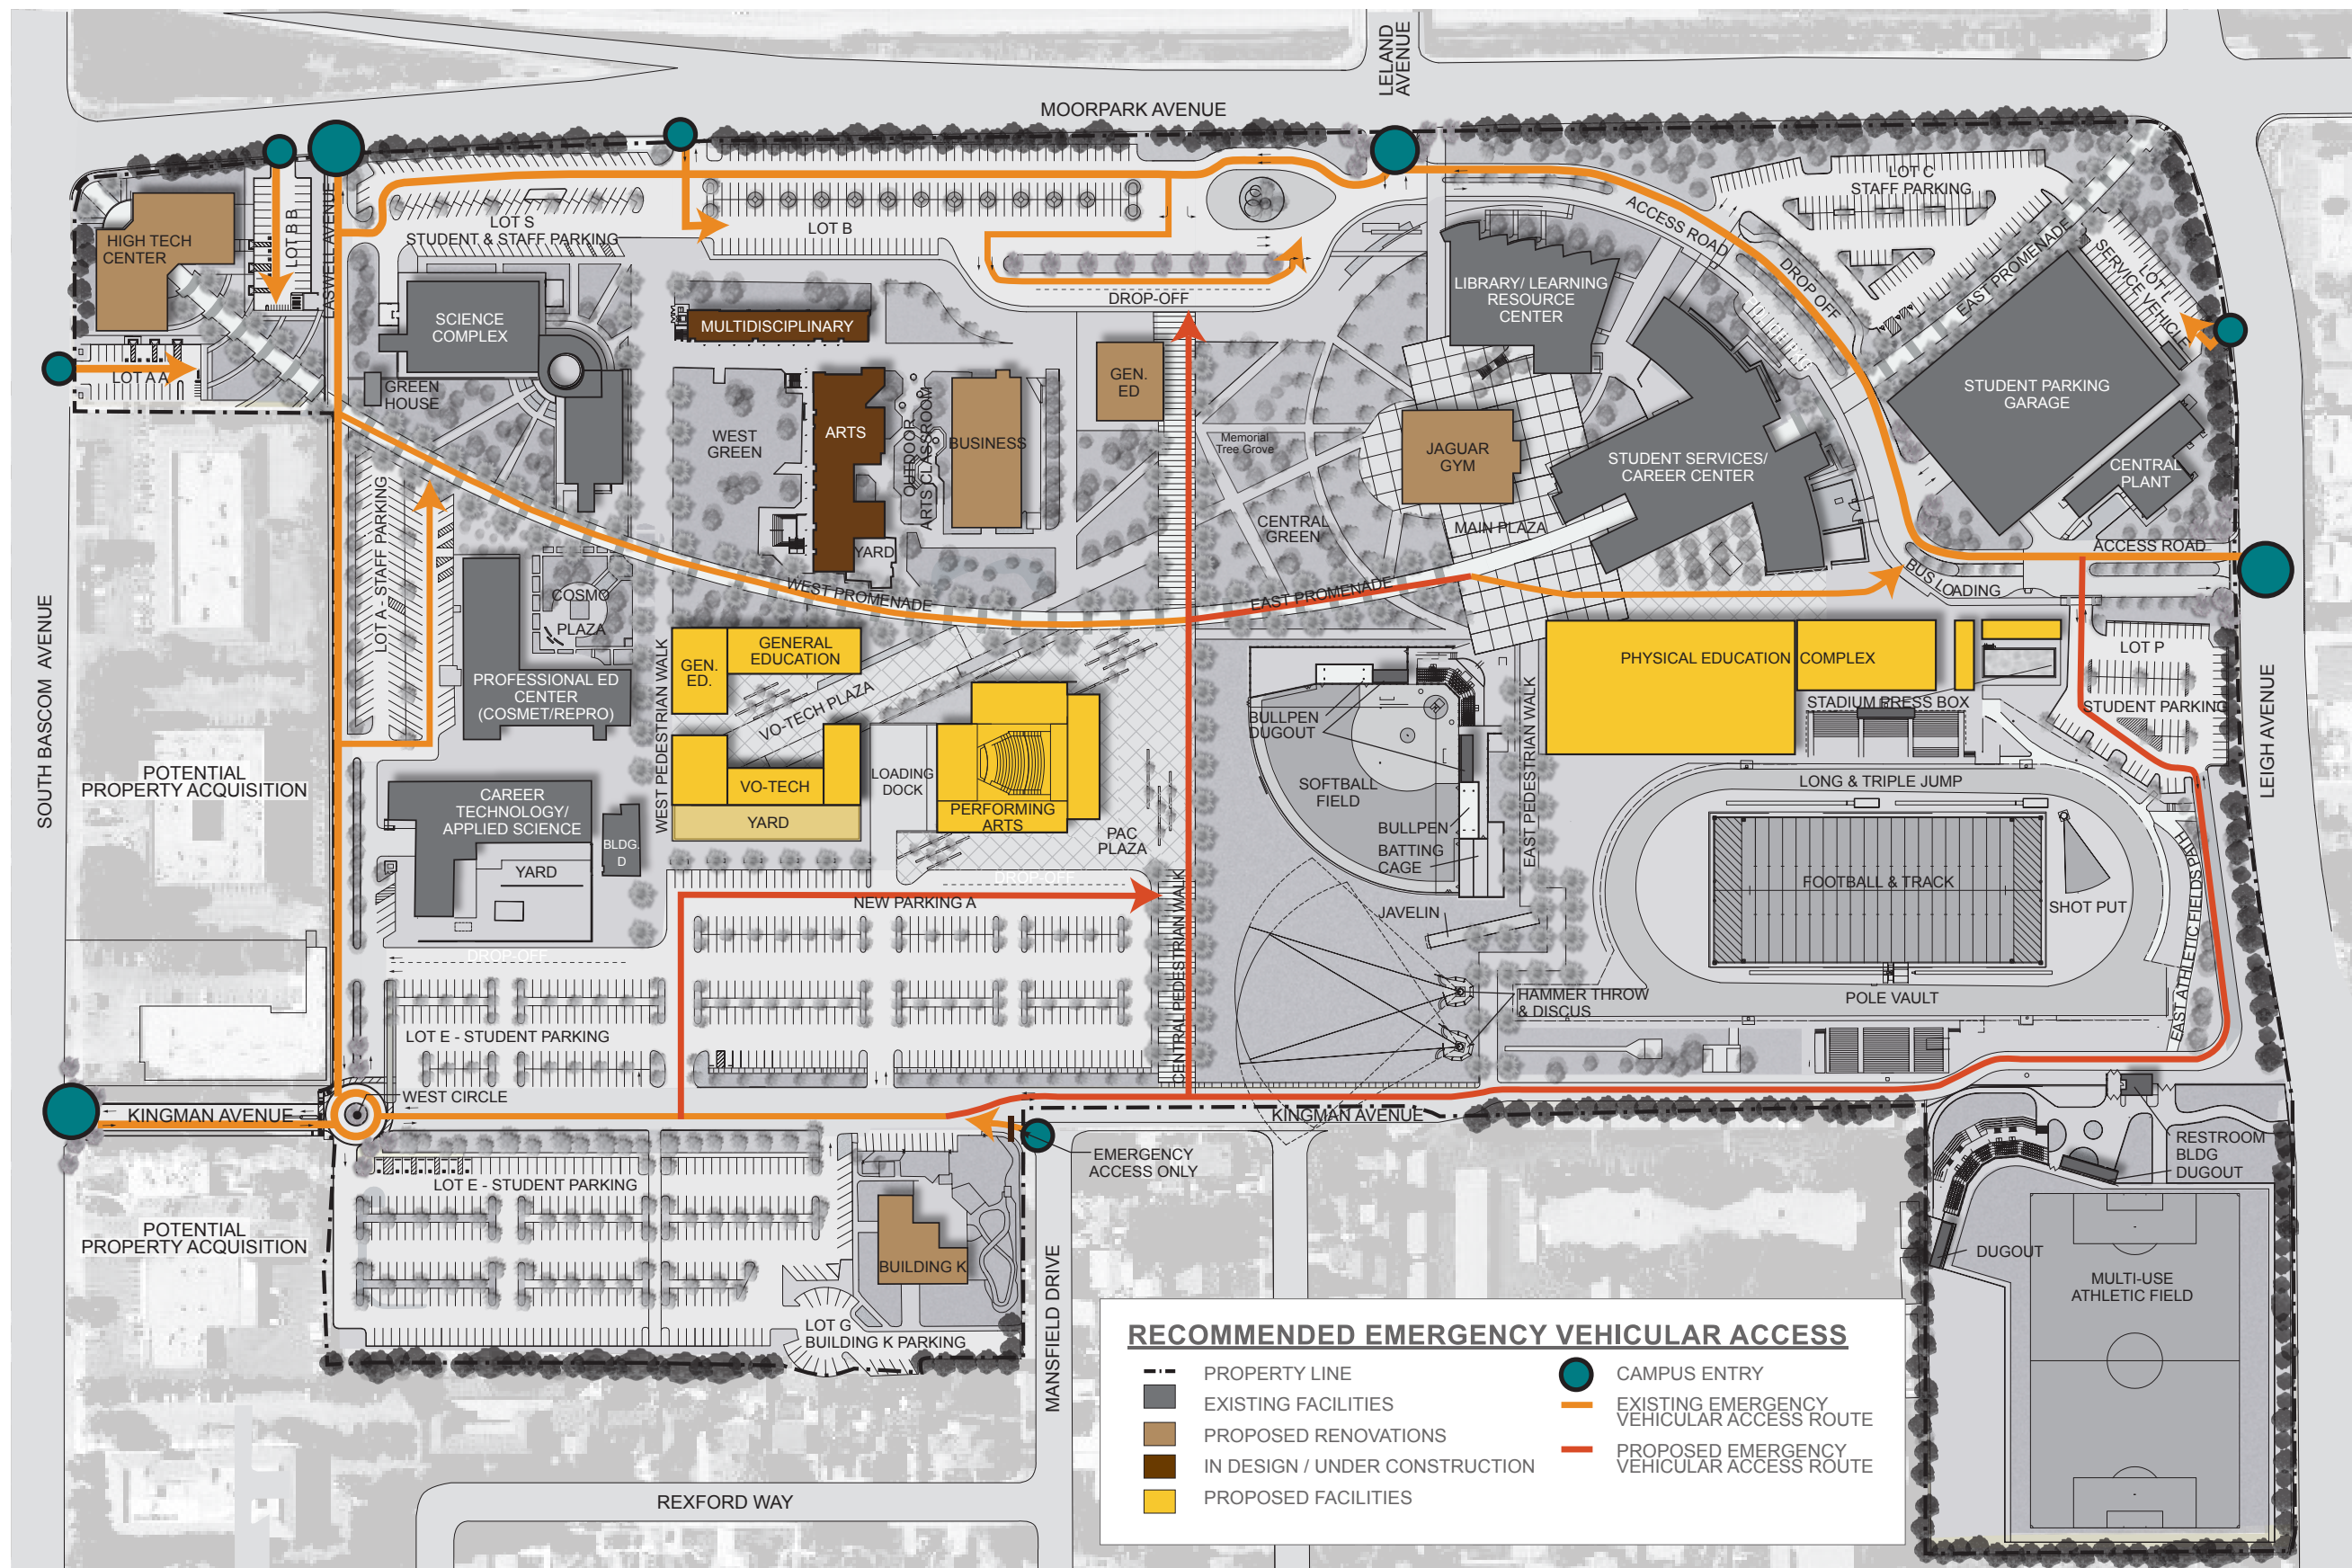 LELAND
AVENUE
MOORPARK AVENUE
LOT C
STAFF PARKING
LOT B B
LASWELL AVENUE
LOT S
STUDENT & STAFF PARKING
LOT B
ACCESS ROAD
EAST PROMENADE
HIGH TECH
CENTER
DROP OFF
LOT L
SERVICE VEHICLE
DROP-OFF
LIBRARY/ LEARNING
RESOURCE
CENTER
SCIENCE
COMPLEX
MULTIDISCIPLINARY
LOT A A
GREEN
HOUSE
GEN.
ED
STUDENT PARKING
GARAGE
WEST
GREEN
ARTS
OUTDOOR
ARTS CLASSROOM
BUSINESS
Memorial
Tree Grove
JAGUAR
GYM
STUDENT SERVICES/
CAREER CENTER
CENTRAL
PLANT
CENTRAL
GREEN
MAIN PLAZA
LOT A - STAFF PARKING
YARD
ACCESS ROAD
BUS LOADING
COSMO
PLAZA
WEST PROMENADE
EAST PROMENADE
SOUTH BASCOM AVENUE
WEST PEDESTRIAN WALK
GEN.
ED.
GENERAL
EDUCATION
PHYSICAL EDUCATION COMPLEX
LOT P
STUDENT PARKING
LEIGH AVENUE
PROFESSIONAL ED
CENTER
(COSMET/REPRO)
VO-TECH PLAZA
BULLPEN
DUGOUT
EAST PEDESTRIAN WALK
STADIUM PRESS BOX
POTENTIAL
PROPERTY ACQUISITION
CAREER
TECHNOLOGY/
APPLIED SCIENCE
BLDG.
D
YARD
VO-TECH
YARD
LOADING
DOCK
PERFORMING
ARTS
PAC
PLAZA
SOFTBALL
FIELD
BULLPEN
BATTING
CAGE
LONG & TRIPLE JUMP
FOOTBALL & TRACK
SHOT PUT
EAST ATHLETIC FIELDS PATH
DROP-OFF
NEW PARKING A
CENTRAL PEDESTRIAN WALK
JAVELIN
DROP-OFF
HAMMER THROW
& DISCUS
POLE VAULT
LOT E - STUDENT PARKING
WEST CIRCLE
KINGMAN AVENUE
KINGMAN AVENUE
EMERGENCY
ACCESS ONLY
RESTROOM
BLDG
DUGOUT
LOT E - STUDENT PARKING
POTENTIAL
PROPERTY ACQUISITION
BUILDING K
DUGOUT
MULTI-USE
ATHLETIC FIELD
LOT G
BUILDING K PARKING
MANSFIELD DRIVE
REXFORD WAY
RECOMMENDED EMERGENCY VEHICULAR ACCESS
PROPERTY LINE
EXISTING FACILITIES
PROPOSED RENOVATIONS
IN DESIGN / UNDER CONSTRUCTION
PROPOSED FACILITIES
CAMPUS ENTRY
EXISTING EMERGENCY
VEHICULAR ACCESS ROUTE
PROPOSED EMERGENCY
VEHICULAR ACCESS ROUTE